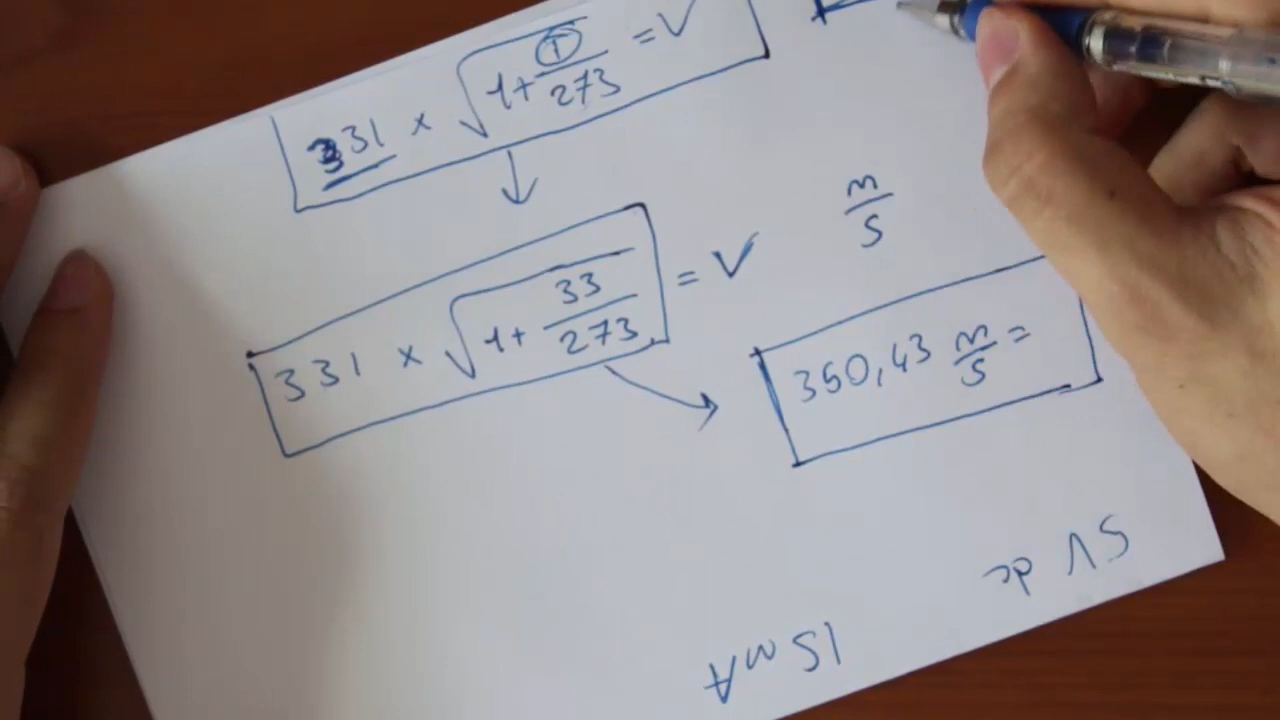 331 × √(1+T/273) = V
m/s
331 × √(1+33/273) = V
350,43 m/s =
5V dc
15 mA